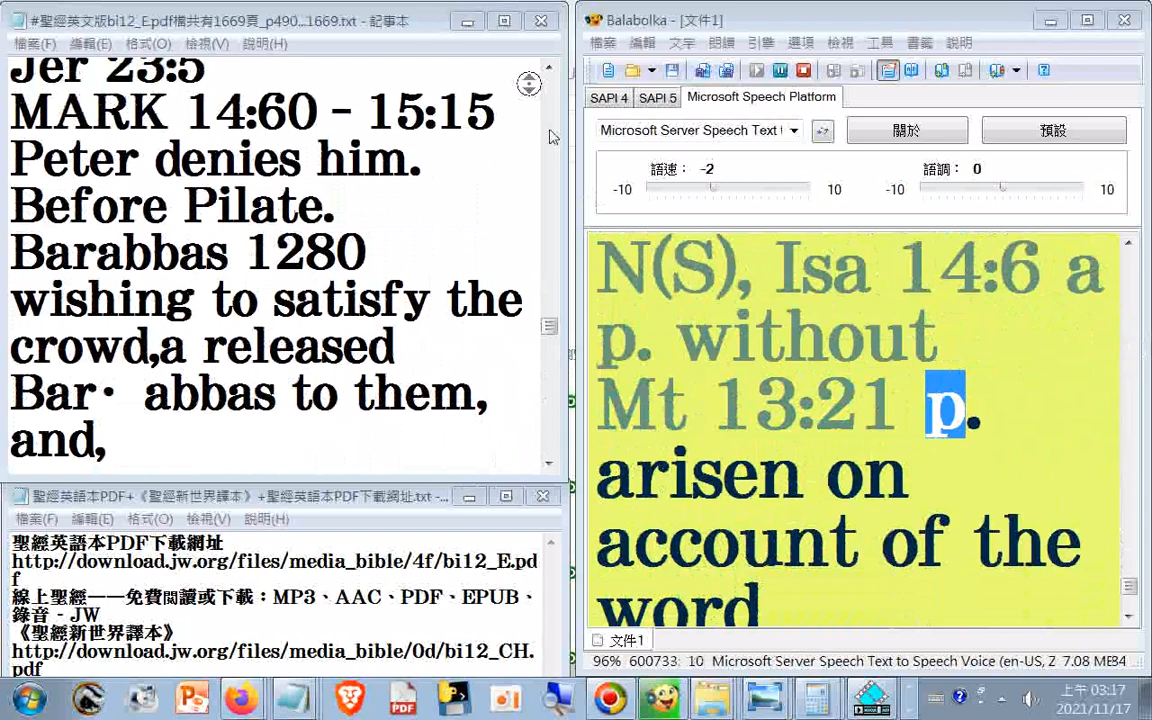 #聖經英文版bi12_E.pdf檔共有1669頁_p490...1669.txt - 記事本
檔案(F) 編輯(E) 格式(O) 檢視(V) 說明(H)
Jer 23:5
MARK 14:60 – 15:15
Peter denies him.
Before Pilate.
Barabbas 1280
wishing to satisfy the
crowd,a released
Bar· abbas to them,
and,
聖經英語本PDF+《聖經新世界譯本》+聖經英語本PDF下載網址.txt -...
檔案(F) 編輯(E) 格式(O) 檢視(V) 說明(H)
聖經英語本PDF下載網址
http://download.jw.org/files/media_bible/4f/bi12_E.pd
f
線上聖經——免費閱讀或下載：MP3、AAC、PDF、EPUB、
錄音 - JW
《聖經新世界譯本》
http://download.jw.org/files/media_bible/0d/bi12_CH.
pdf
Balabolka - [文件1]
檔案 編輯 文字 朗讀 引擎 選項 檢視 工具 書籤 說明
SAPI 4 SAPI 5 Microsoft Speech Platform
Microsoft Server Speech Text 關於 預設
語速： -2 語調： 0
-10 10 -10 10
N(S), Isa 14:6 a
p. without
Mt 13:21 p.
arisen on
account of the
word
文件1
96% 600733: 10 Microsoft Server Speech Text to Speech Voice (en-US, Z 7.08 MB
上午 03:17
2021/11/17